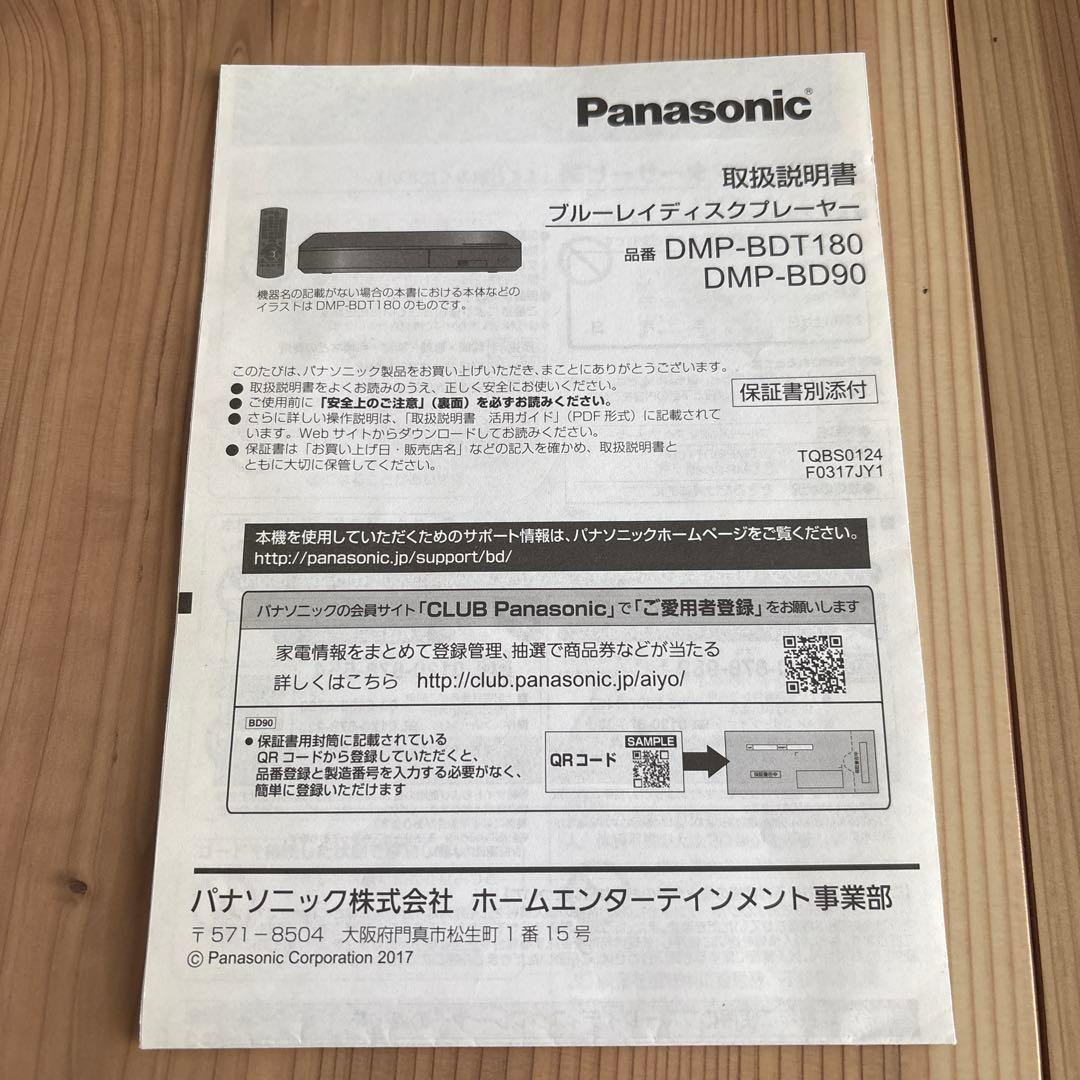 Panasonic®
取扱説明書
ブルーレイディスクプレーヤー
品番 DMP-BDT180
DMP-BD90
機器名の記載がない場合の本書における本体などの
イラストは DMP-BDT180 のものです。
このたびは、パナソニック製品をお買い上げいただき、まことにありがとうございます。
● 取扱説明書をよくお読みのうえ、正しく安全にお使いください。
● ご使用前に「安全上のご注意」(裏面) を必ずお読みください。
● さらに詳しい操作説明は、「取扱説明書 活用ガイド」(PDF 形式) に記載されて
います。Web サイトからダウンロードしてお読みください。
● 保証書は「お買い上げ日・販売店名」などの記入を確かめ、取扱説明書と
ともに大切に保管してください。
保証書別添付
TQBS0124
F0317JY1
本機を使用していただくためのサポート情報は、パナソニックホームページをご覧ください。
http://panasonic.jp/support/bd/
パナソニックの会員サイト「CLUB Panasonic」で「ご愛用者登録」をお願いします
家電情報をまとめて登録管理、抽選で商品券などが当たる
詳しくはこちら http://club.panasonic.jp/aiyo/
BD90
● 保証書用封筒に記載されている
QR コードから登録していただくと、
品番登録と製造番号を入力する必要がなく、
簡単に登録いただけます
QR コード
SAMPLE
パナソニック株式会社 ホームエンターテインメント事業部
〒571-8504 大阪府門真市松生町1番15号
© Panasonic Corporation 2017